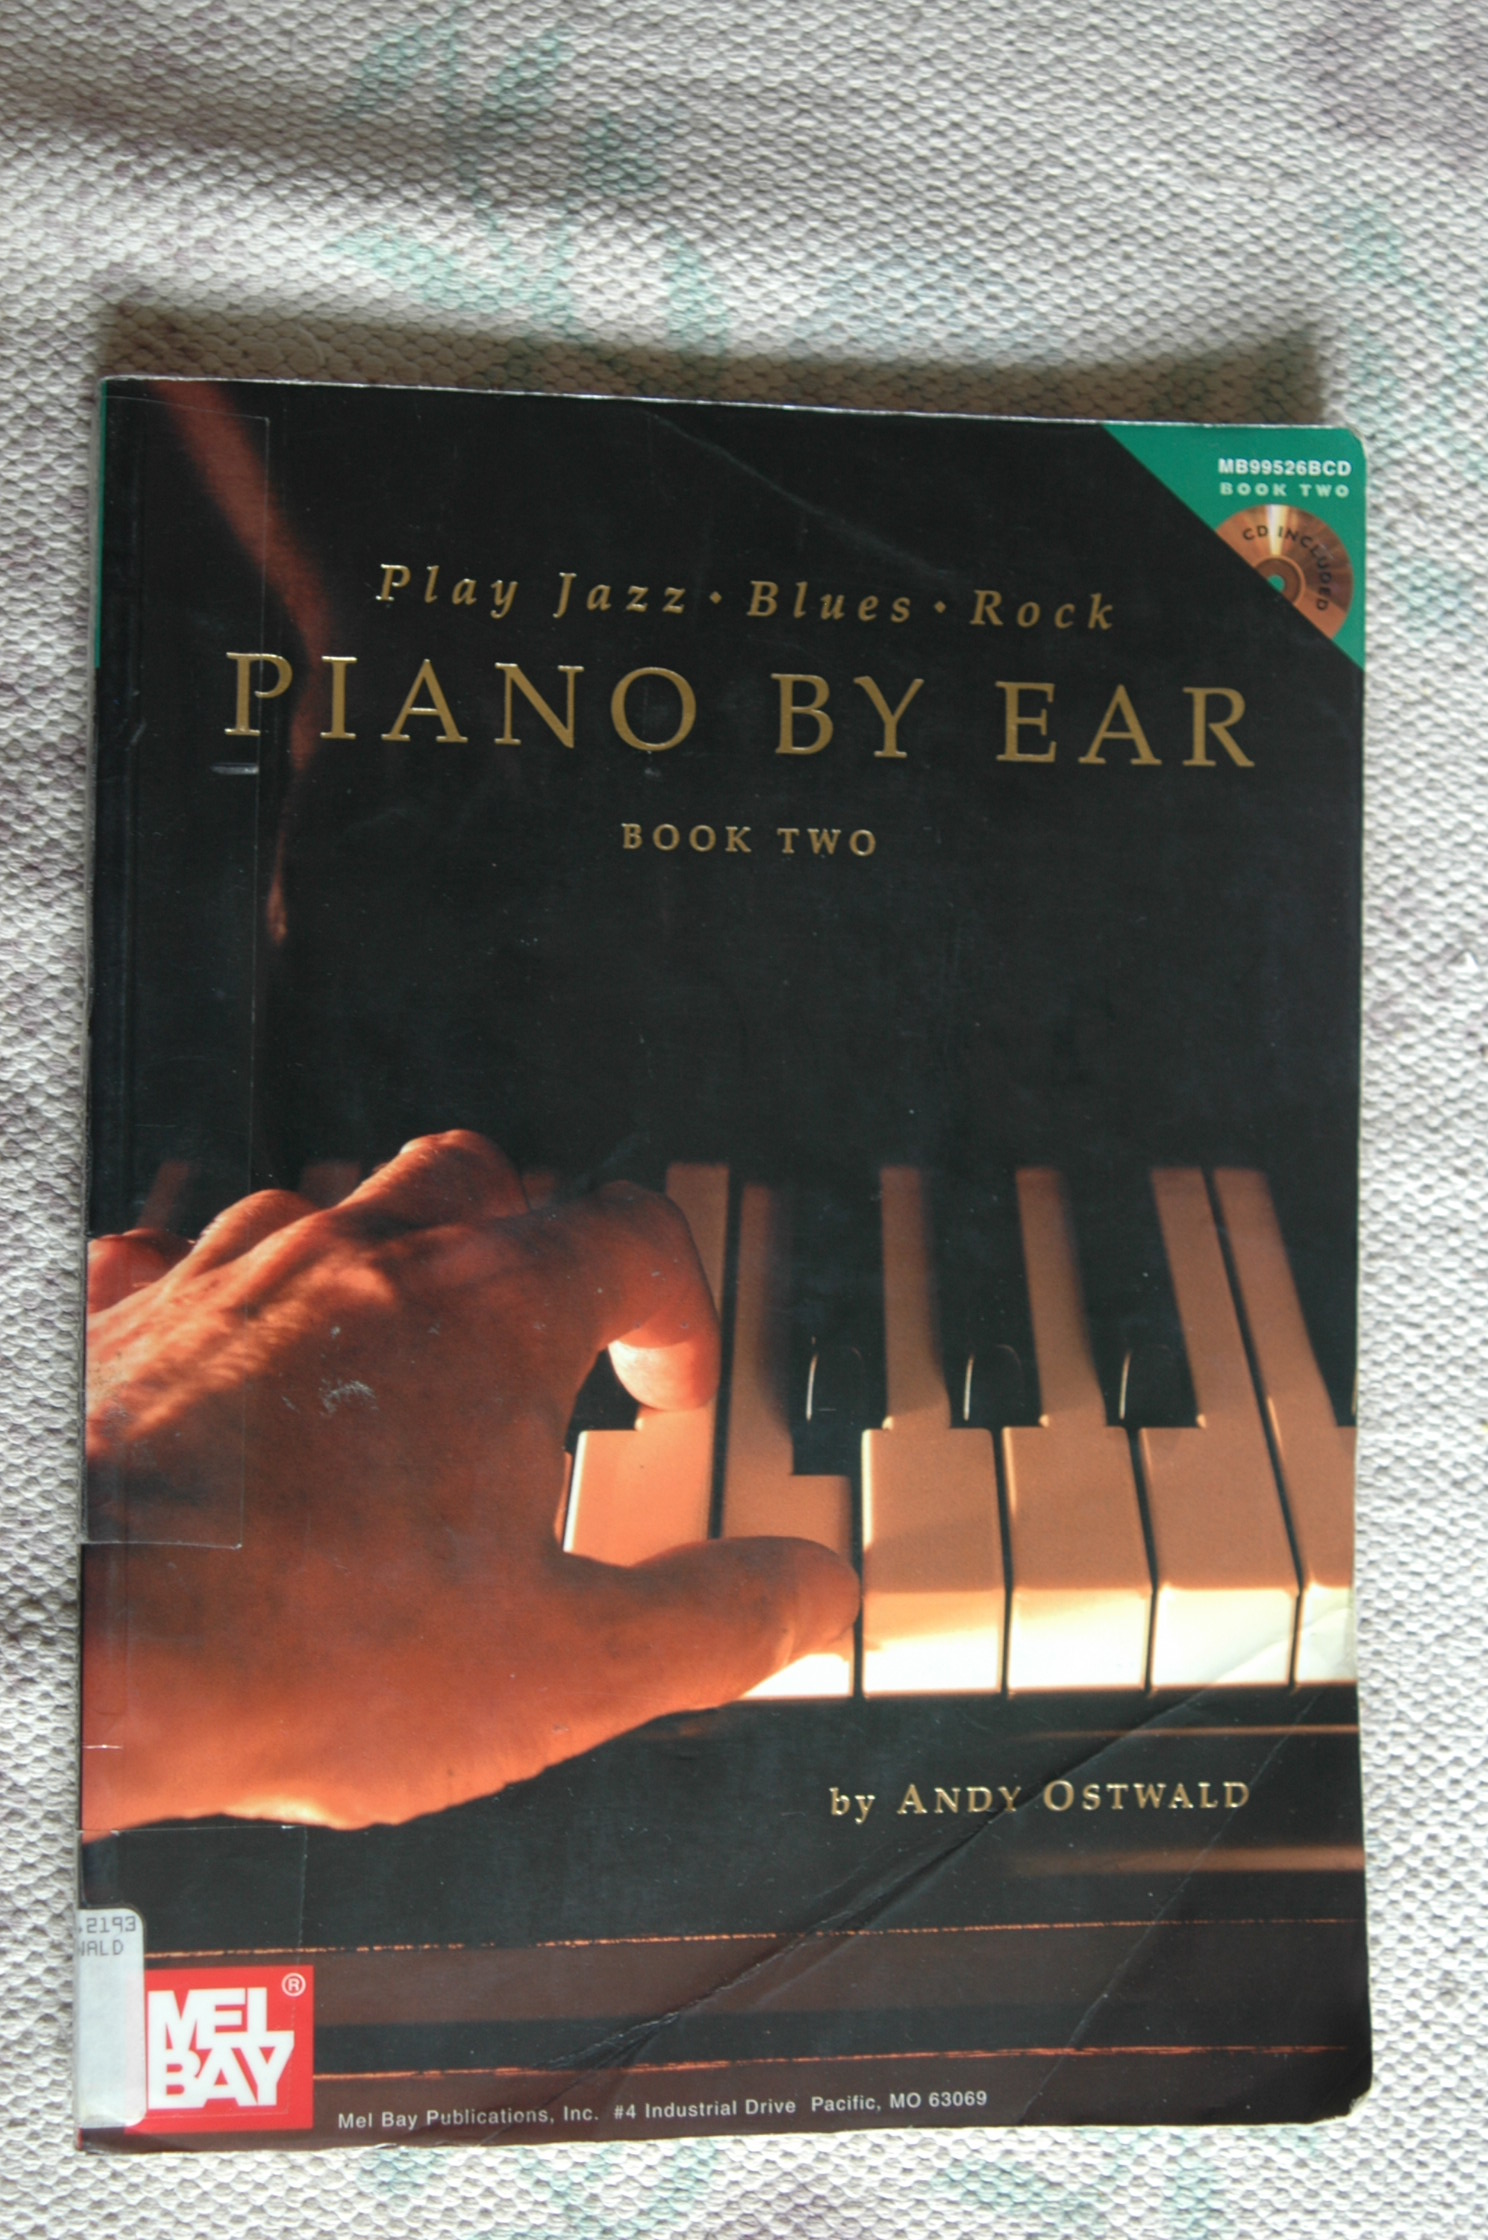 MB99526BCD
BOOK TWO
CD INCLUDED
Play Jazz • Blues • Rock
PIANO BY EAR
BOOK TWO
by ANDY OSTWALD
.2193
WALD
MEL
BAY
®
Mel Bay Publications, Inc. #4 Industrial Drive Pacific, MO 63069